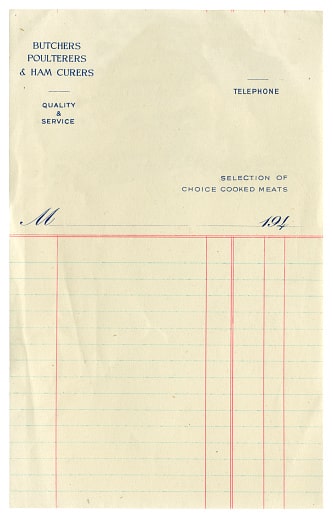 BUTCHERS
POULTERERS
& HAM CURERS
QUALITY
&
SERVICE
TELEPHONE
SELECTION OF
CHOICE COOKED MEATS
M 194